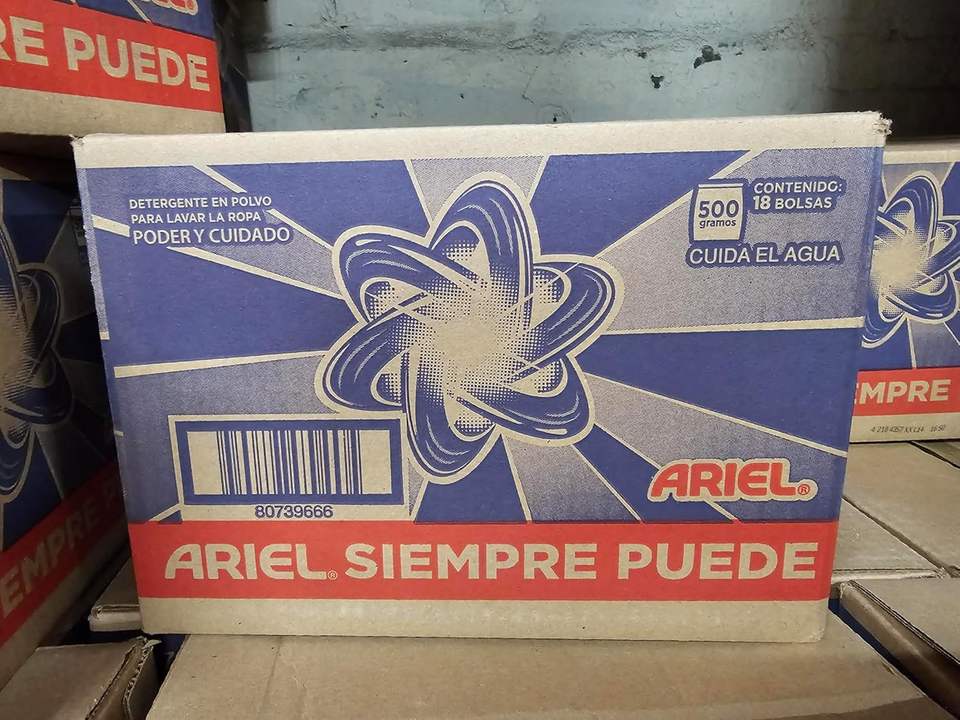 RE PUEDE
DETERGENTE EN POLVO
PARA LAVAR LA ROPA
PODER Y CUIDADO
500
gramos
CONTENIDO:
18 BOLSAS
CUIDA EL AGUA
80739666
ARIEL®
ARIEL® SIEMPRE PUEDE
EMPRE
EMPRE